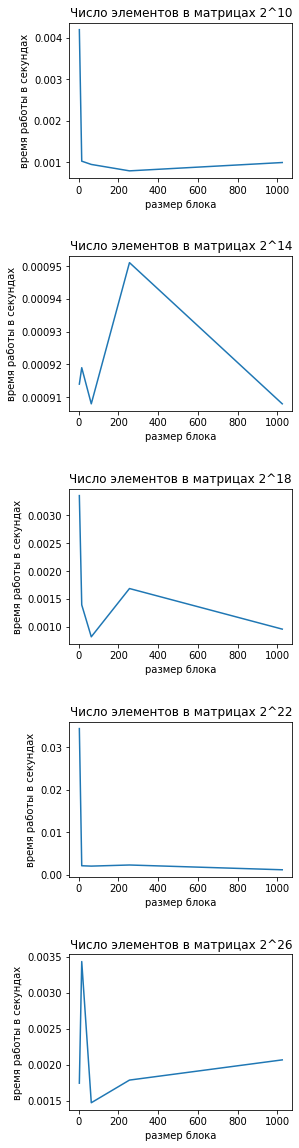 Число элементов в матрицах 2^10
время работы в секундах
0.004
0.003
0.002
0.001
0 200 400 600 800 1000
размер блока
Число элементов в матрицах 2^14
время работы в секундах
0.00095
0.00094
0.00093
0.00092
0.00091
0 200 400 600 800 1000
размер блока
Число элементов в матрицах 2^18
время работы в секундах
0.0030
0.0025
0.0020
0.0015
0.0010
0 200 400 600 800 1000
размер блока
Число элементов в матрицах 2^22
время работы в секундах
0.03
0.02
0.01
0.00
0 200 400 600 800 1000
размер блока
Число элементов в матрицах 2^26
время работы в секундах
0.0035
0.0030
0.0025
0.0020
0.0015
0 200 400 600 800 1000
размер блока